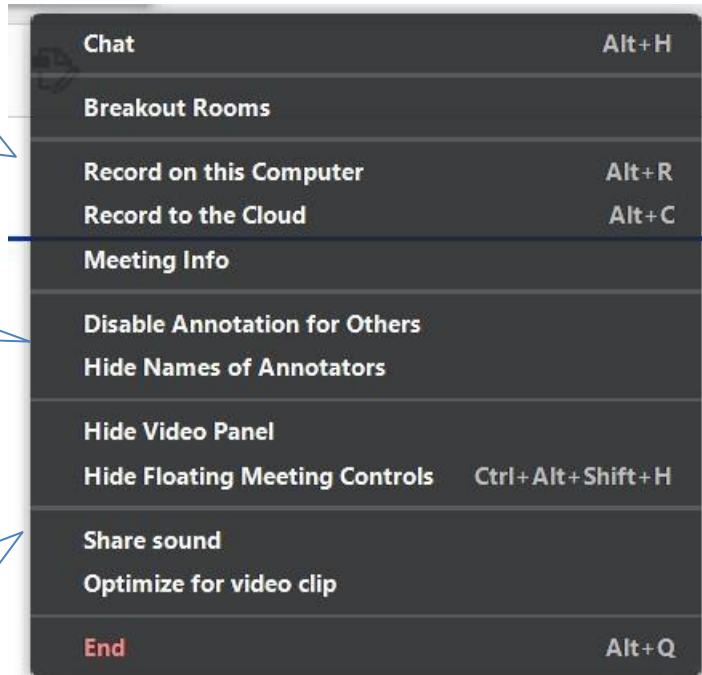 Chat Alt+H
Breakout Rooms
Record on this Computer Alt+R
Record to the Cloud Alt+C
Meeting Info
Disable Annotation for Others
Hide Names of Annotators
Hide Video Panel
Hide Floating Meeting Controls Ctrl+Alt+Shift+H
Share sound
Optimize for video clip
End Alt+Q